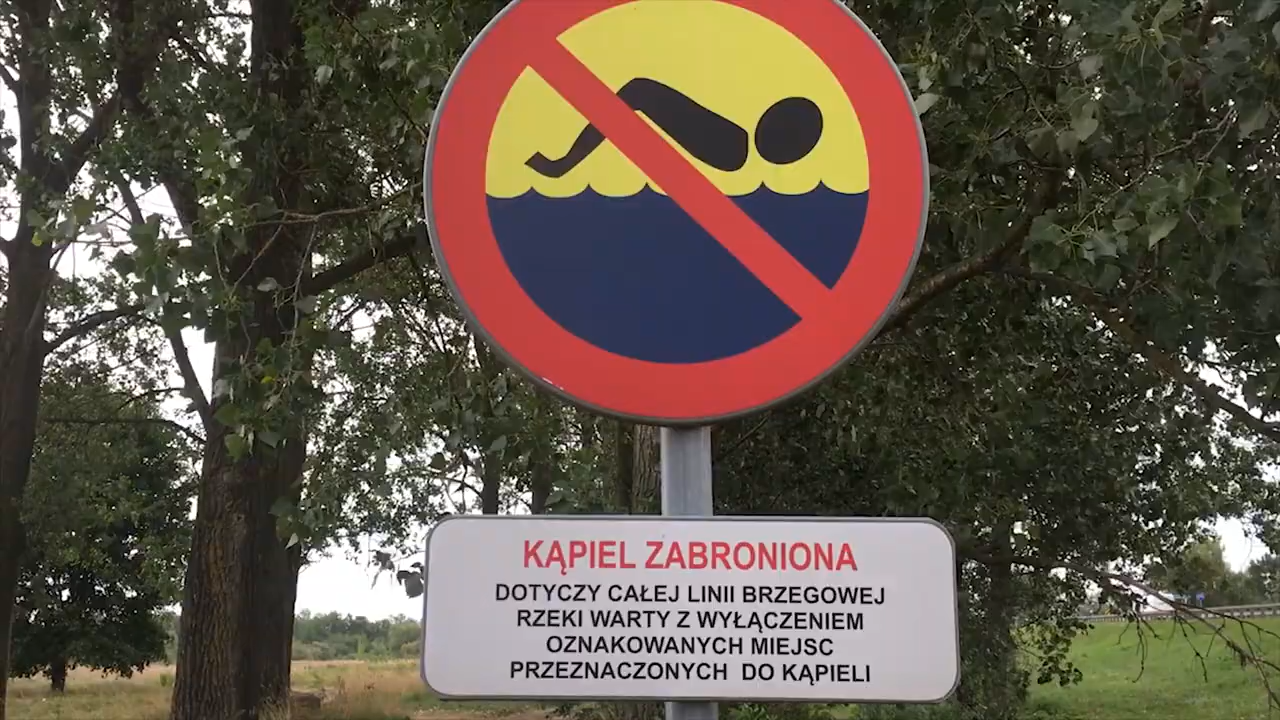 KĄPIEL ZABRONIONA
DOTYCZY CAŁEJ LINII BRZEGOWEJ
RZEKI WARTY Z WYŁĄCZENIEM
OZNAKOWANYCH MIEJSC
PRZEZNACZONYCH DO KĄPIELI